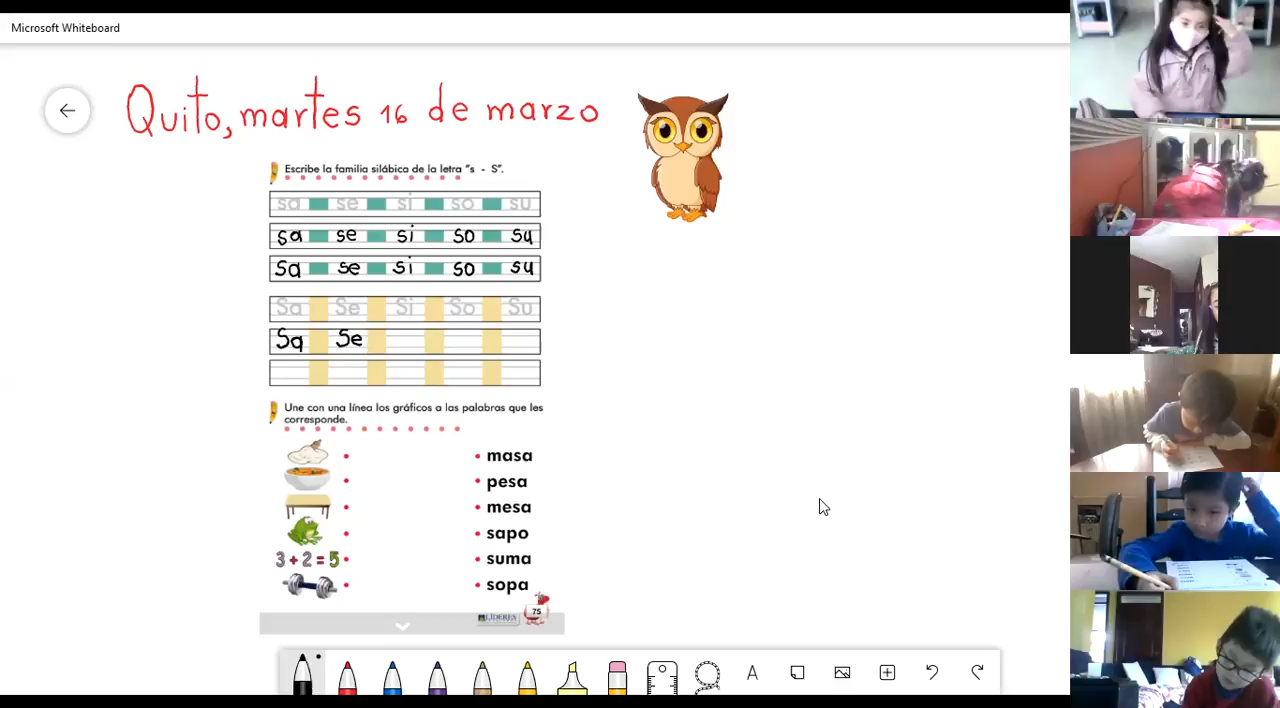 Microsoft Whiteboard
Quito, martes 16 de marzo
Escribe la familia silábica de la letra "s - S".
sa se si so su
sa se si so su
sa se si so su
Sa Se Si So Su
Sa Se
Une con una línea los gráficos a las palabras que les
corresponde.
masa
pesa
mesa
sapo
3 + 2 = 5 suma
sopa
75
LÍDERES
A